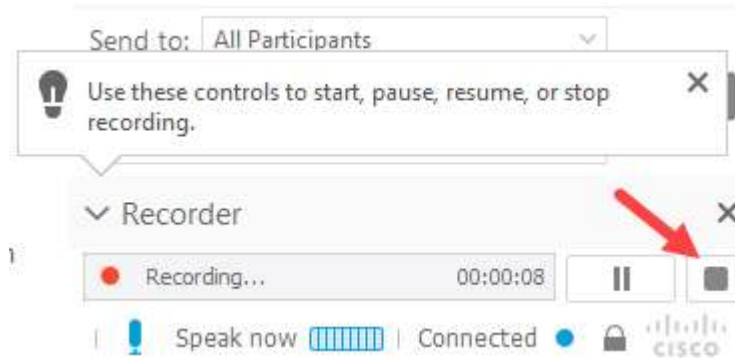 Send to: All Participants
Use these controls to start, pause, resume, or stop
recording.
Recorder
Recording... 00:00:08
Speak now Connected
CISCO